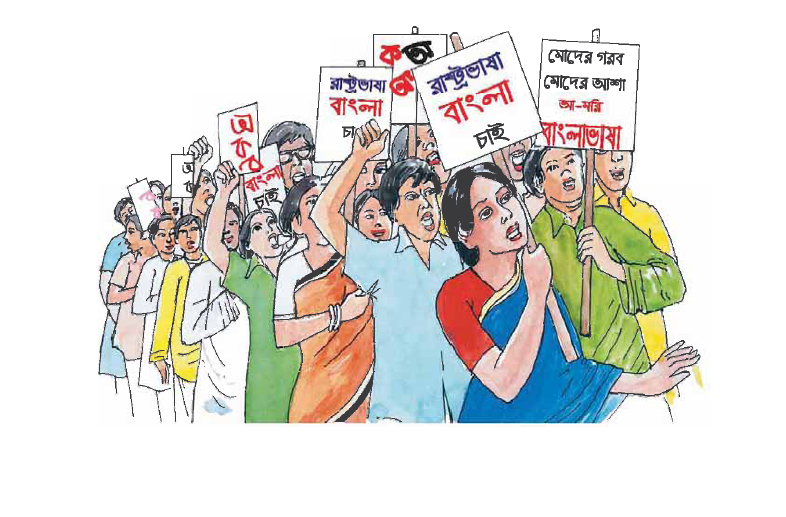 ক অ
রাষ্ট্রভাষা
বাংলা
চাই
রাষ্ট্রভাষা
বাংলা
মোদের গরব
মোদের আশা
আ-মরি
বাংলাভাষা
অ
ক
বাংলা
চাই
অ
ক